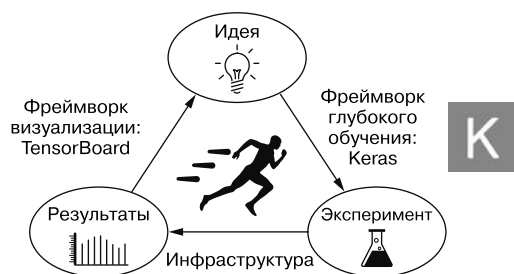 Идея
Фреймворк
визуализации:
TensorBoard
Фреймворк
глубокого
обучения:
Keras
K
Результаты
Эксперимент
Инфраструктура